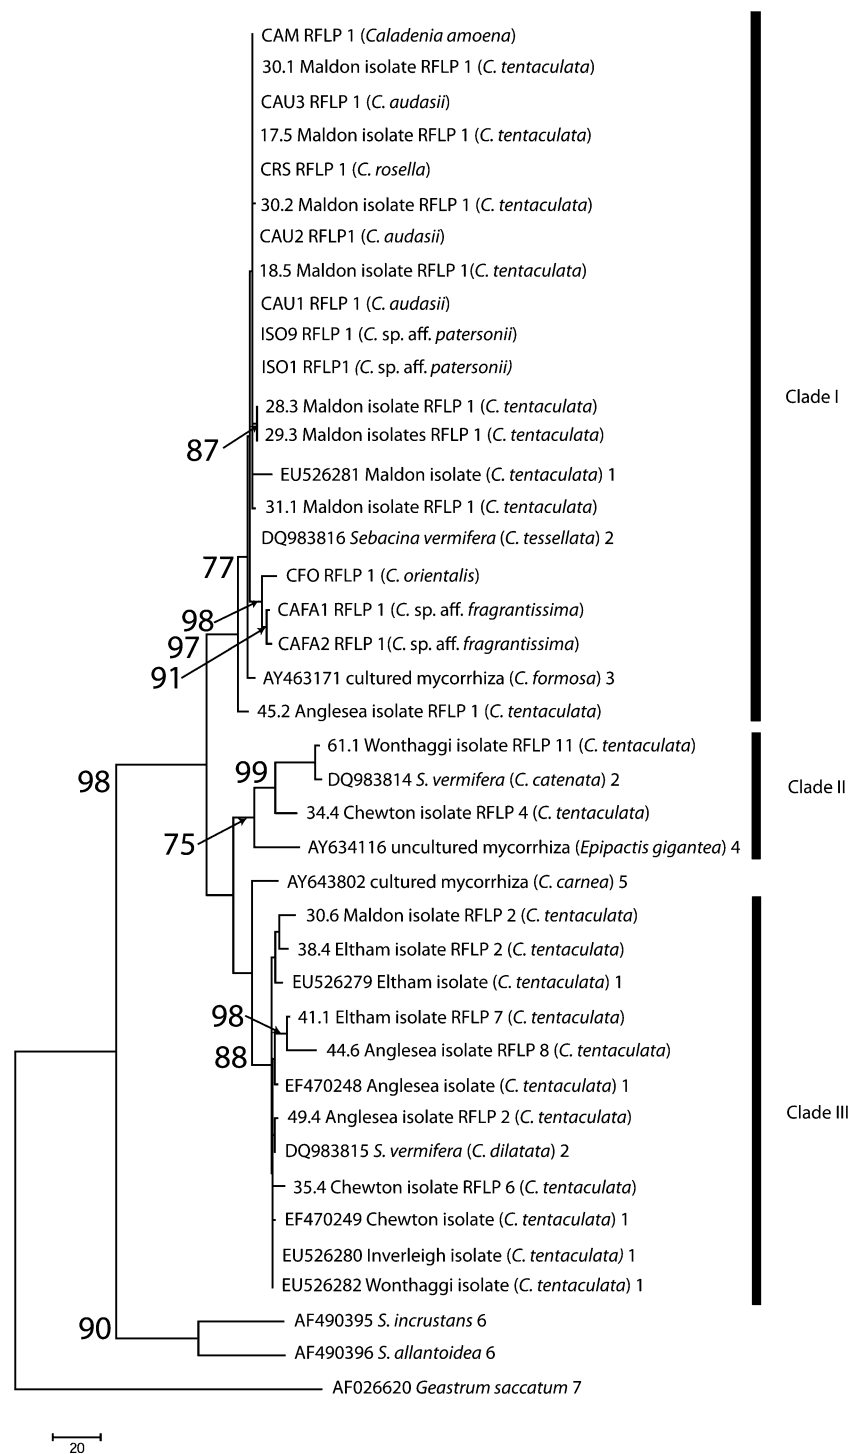 CAM RFLP 1 (Caladenia amoena)
30.1 Maldon isolate RFLP 1 (C. tentaculata)
CAU3 RFLP 1 (C. audasii)
17.5 Maldon isolate RFLP 1 (C. tentaculata)
CRS RFLP 1 (C. rosella)
30.2 Maldon isolate RFLP 1 (C. tentaculata)
CAU2 RFLP1 (C. audasii)
18.5 Maldon isolate RFLP 1(C. tentaculata)
CAU1 RFLP 1 (C. audasii)
ISO9 RFLP 1 (C. sp. aff. patersonii)
ISO1 RFLP1 (C. sp. aff. patersonii)
Clade I
28.3 Maldon isolate RFLP 1 (C. tentaculata)
29.3 Maldon isolates RFLP 1 (C. tentaculata)
87
EU526281 Maldon isolate (C. tentaculata) 1
31.1 Maldon isolate RFLP 1 (C. tentaculata)
DQ983816 Sebacina vermifera (C. tessellata) 2
77
CFO RFLP 1 (C. orientalis)
CAFA1 RFLP 1 (C. sp. aff. fragrantissima)
98
CAFA2 RFLP 1(C. sp. aff. fragrantissima)
97
91
AY463171 cultured mycorrhiza (C. formosa) 3
45.2 Anglesea isolate RFLP 1 (C. tentaculata)
61.1 Wonthaggi isolate RFLP 11 (C. tentaculata)
99
DQ983814 S. vermifera (C. catenata) 2
98
Clade II
34.4 Chewton isolate RFLP 4 (C. tentaculata)
75
AY634116 uncultured mycorrhiza (Epipactis gigantea) 4
AY643802 cultured mycorrhiza (C. carnea) 5
30.6 Maldon isolate RFLP 2 (C. tentaculata)
38.4 Eltham isolate RFLP 2 (C. tentaculata)
EU526279 Eltham isolate (C. tentaculata) 1
98
41.1 Eltham isolate RFLP 7 (C. tentaculata)
88
44.6 Anglesea isolate RFLP 8 (C. tentaculata)
EF470248 Anglesea isolate (C. tentaculata) 1
Clade III
49.4 Anglesea isolate RFLP 2 (C. tentaculata)
DQ983815 S. vermifera (C. dilatata) 2
35.4 Chewton isolate RFLP 6 (C. tentaculata)
EF470249 Chewton isolate (C. tentaculata) 1
EU526280 Inverleigh isolate (C. tentaculata) 1
EU526282 Wonthaggi isolate (C. tentaculata) 1
90
AF490395 S. incrustans 6
AF490396 S. allantoidea 6
AF026620 Geastrum saccatum 7
20